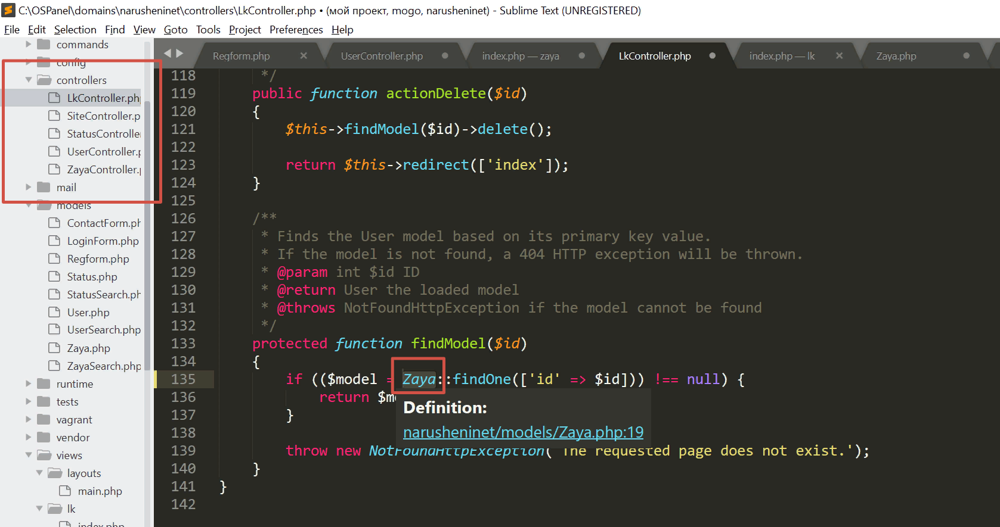 C:\OSPanel\domains\narusheninet\controllers\LkController.php • (мой проект, mogo, narusheninet) - Sublime Text (UNREGISTERED)
File Edit Selection Find View Goto Tools Project Preferences Help
commands
config
controllers
LkController.php
SiteController.p
StatusController
UserController.p
ZayaController.p
mail
models
ContactForm.ph
LoginForm.php
Regform.php
Status.php
StatusSearch.ph
User.php
UserSearch.php
Zaya.php
ZayaSearch.php
runtime
tests
vagrant
vendor
views
layouts
main.php
lk
index.php
Regform.php UserController.php index.php — zaya LkController.php index.php — lk Zaya.php
118 */
119 public function actionDelete($id)
120 {
121 $this->findModel($id)->delete();
122
123 return $this->redirect(['index']);
124 }
125
126 /**
127 * Finds the User model based on its primary key value.
128 * If the model is not found, a 404 HTTP exception will be thrown.
129 * @param int $id ID
130 * @return User the loaded model
131 * @throws NotFoundHttpException if the model cannot be found
132 */
133 protected function findModel($id)
134 {
135 if (($model = Zaya::findOne(['id' => $id])) !== null) {
136 return $mo
137 }
138
139 throw new NotFoundHttpException('The requested page does not exist.');
140 }
141 }
142
Definition:
narusheninet/models/Zaya.php:19